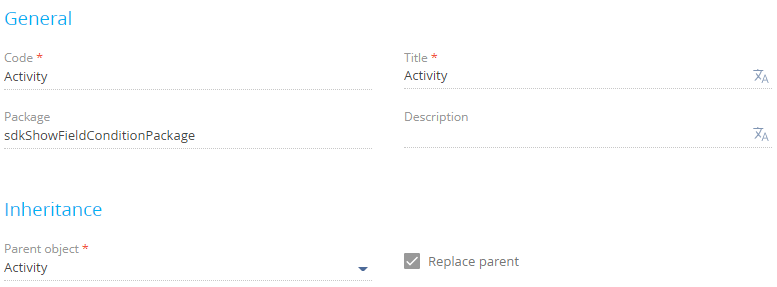 General
Code * Title *
Activity Activity
Package Description
sdkShowFieldConditionPackage
Inheritance
Parent object *
Activity Replace parent